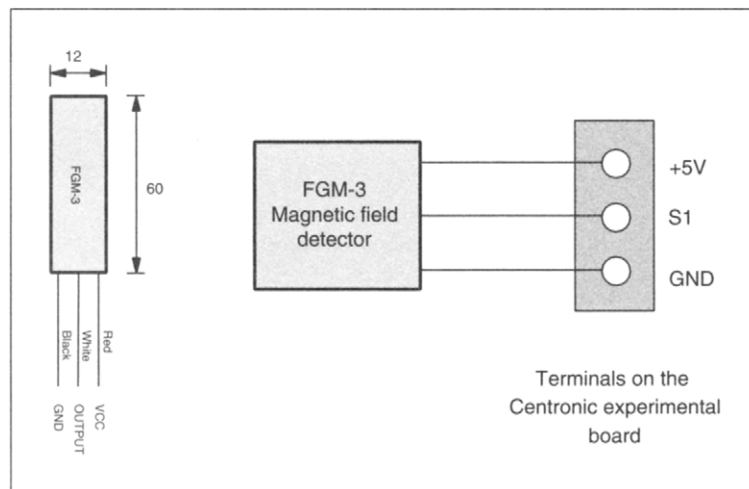 12
FGM-3
60
Black
White
Red
GND
OUTPUT
VCC
FGM-3
Magnetic field
detector
+5V
S1
GND
Terminals on the
Centronic experimental
board